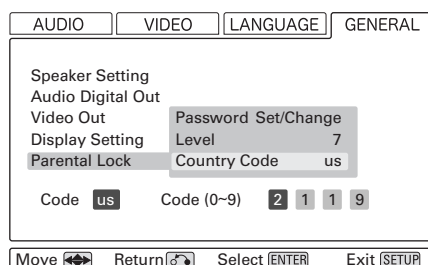 AUDIO VIDEO LANGUAGE GENERAL
Speaker Setting
Audio Digital Out
Video Out Password Set/Change
Display Setting Level 7
Parental Lock Country Code us
Code us Code (0~9) 2 1 1 9
Move Return Select ENTER Exit SETUP